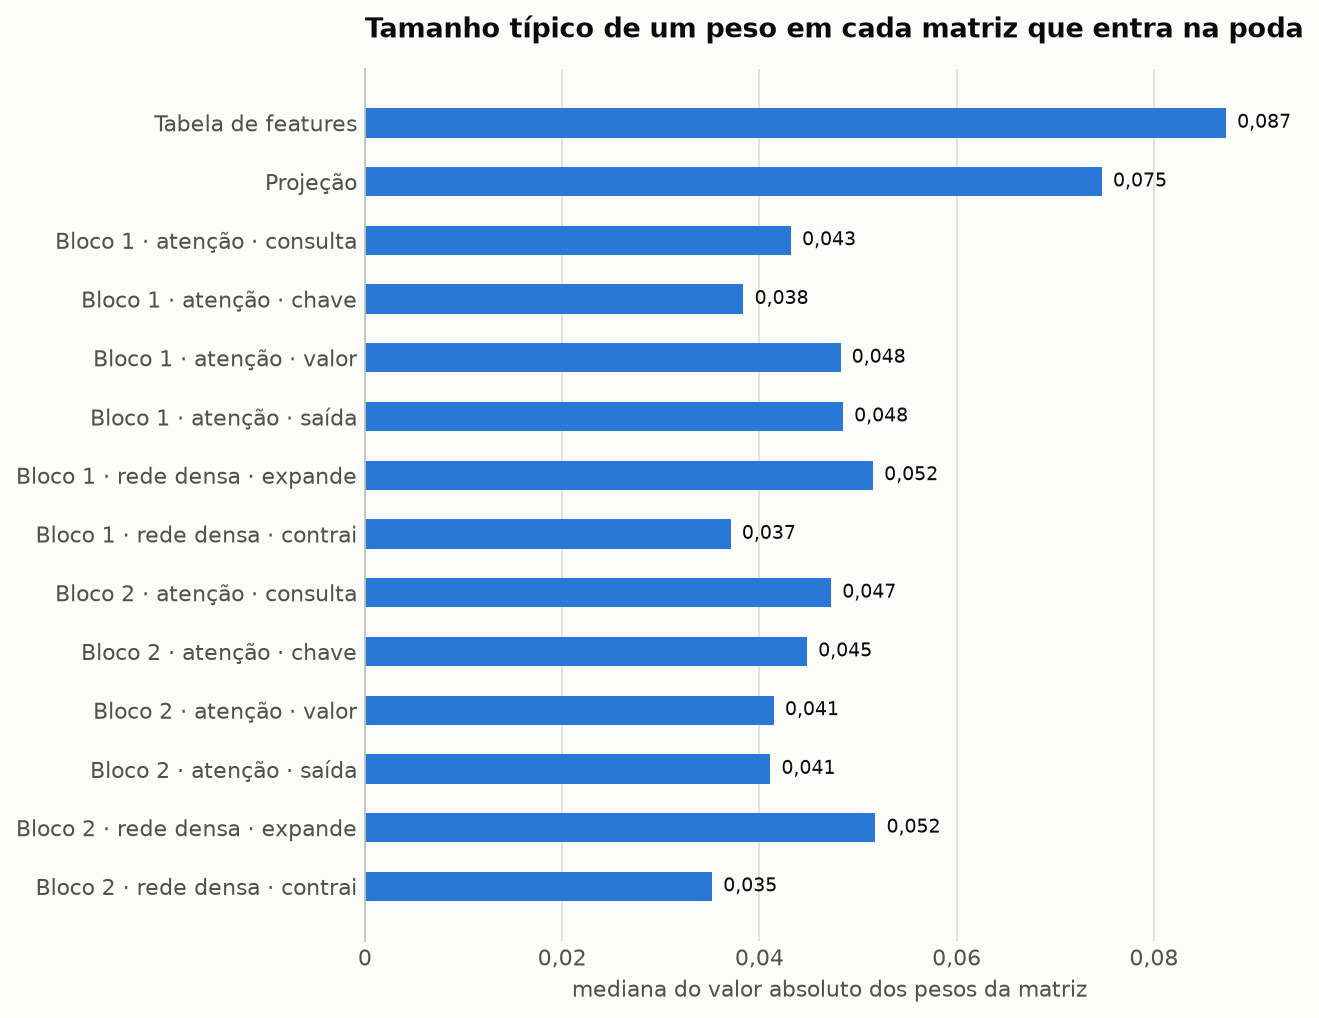 Tamanho típico de um peso em cada matriz que entra na poda
Tabela de features 0,087
Projeção 0,075
Bloco 1 · atenção · consulta 0,043
Bloco 1 · atenção · chave 0,038
Bloco 1 · atenção · valor 0,048
Bloco 1 · atenção · saída 0,048
Bloco 1 · rede densa · expande 0,052
Bloco 1 · rede densa · contrai 0,037
Bloco 2 · atenção · consulta 0,047
Bloco 2 · atenção · chave 0,045
Bloco 2 · atenção · valor 0,041
Bloco 2 · atenção · saída 0,041
Bloco 2 · rede densa · expande 0,052
Bloco 2 · rede densa · contrai 0,035
0 0,02 0,04 0,06 0,08
mediana do valor absoluto dos pesos da matriz